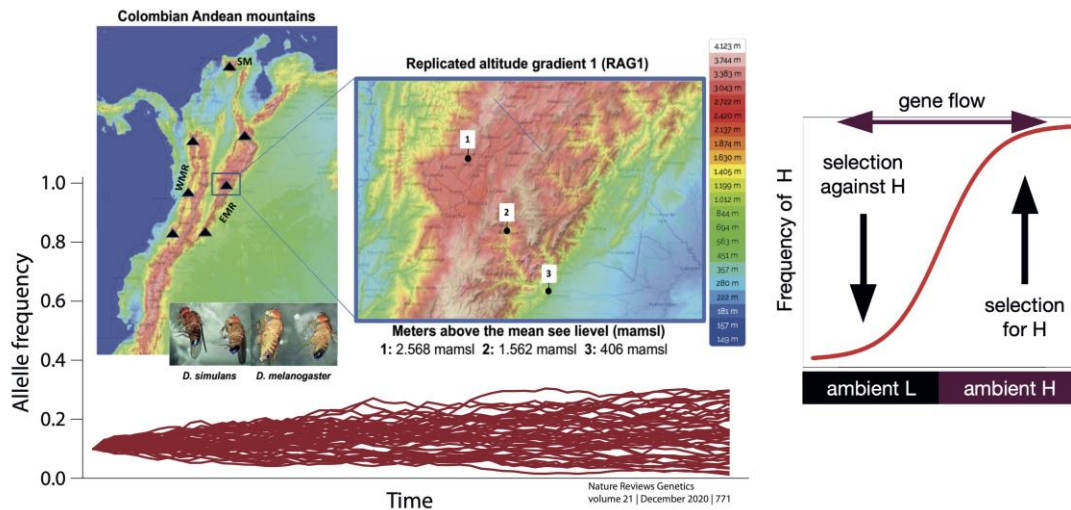 Colombian Andean mountains
SM
WMR
EMR
Replicated altitude gradient 1 (RAG1)
1
2
3
4.123 m
3.744 m
3.383 m
3.043 m
2.722 m
2.420 m
2.137 m
1.874 m
1.630 m
1.405 m
1.199 m
1.012 m
844 m
694 m
563 m
451 m
357 m
280 m
222 m
181 m
157 m
149 m
Meters above the mean see lievel (mamsl)
1: 2.568 mamsl 2: 1.562 mamsl 3: 406 mamsl
D. simulans D. melanogaster
Allelle frequency
1.0
0.8
0.6
0.4
0.2
0.0
Time
Nature Reviews Genetics
volume 21 | December 2020 | 771
gene flow
selection
against H
selection
for H
Frequency of H
ambient L ambient H